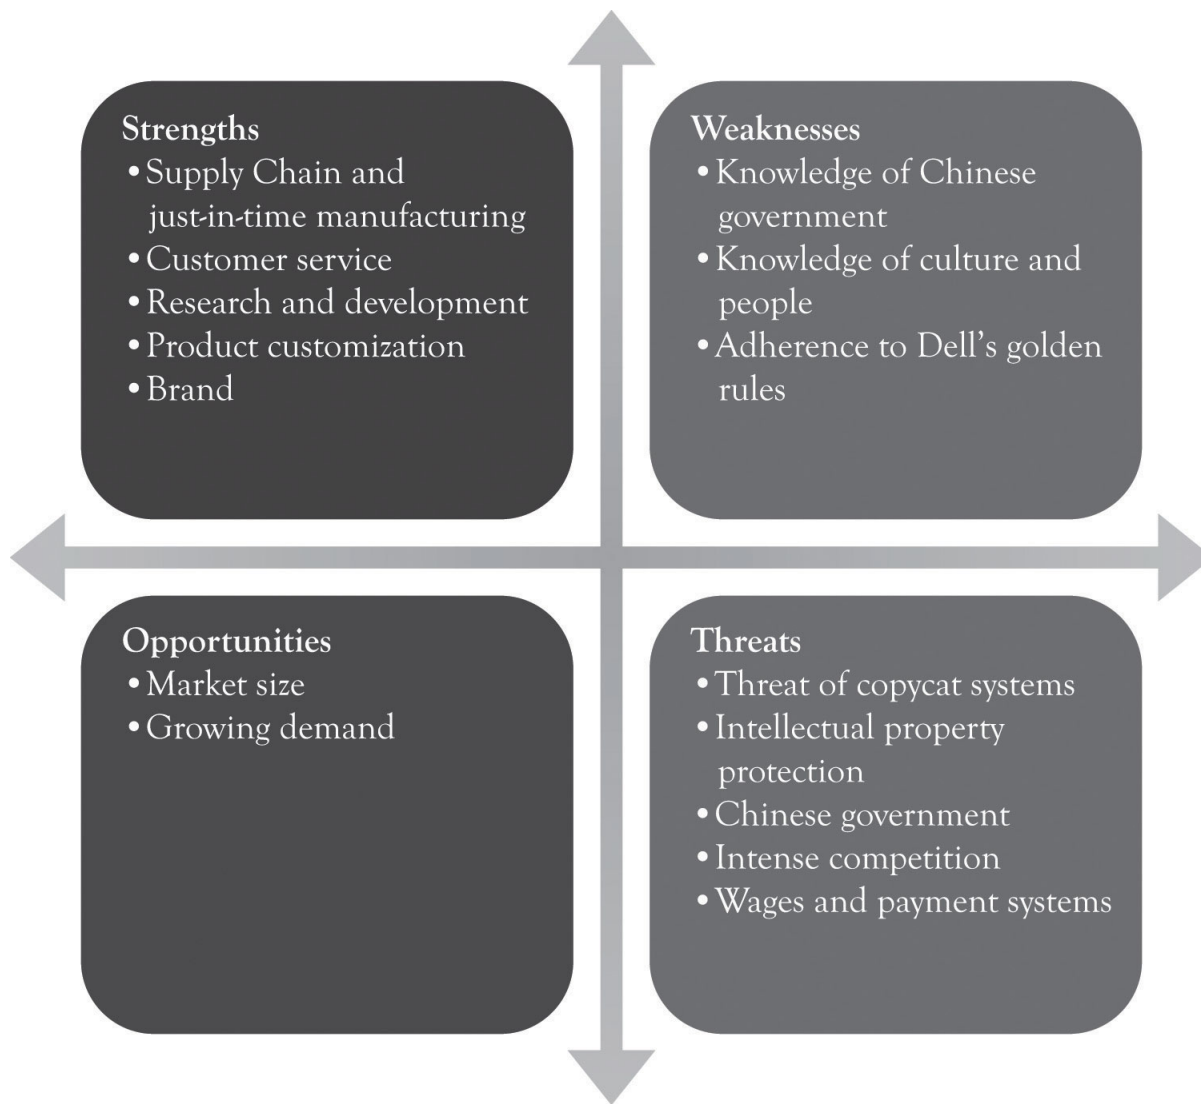 Strengths
• Supply Chain and
just-in-time manufacturing
• Customer service
• Research and development
• Product customization
• Brand
Weaknesses
• Knowledge of Chinese
government
• Knowledge of culture and
people
• Adherence to Dell’s golden
rules
Opportunities
• Market size
• Growing demand
Threats
• Threat of copycat systems
• Intellectual property
protection
• Chinese government
• Intense competition
• Wages and payment systems